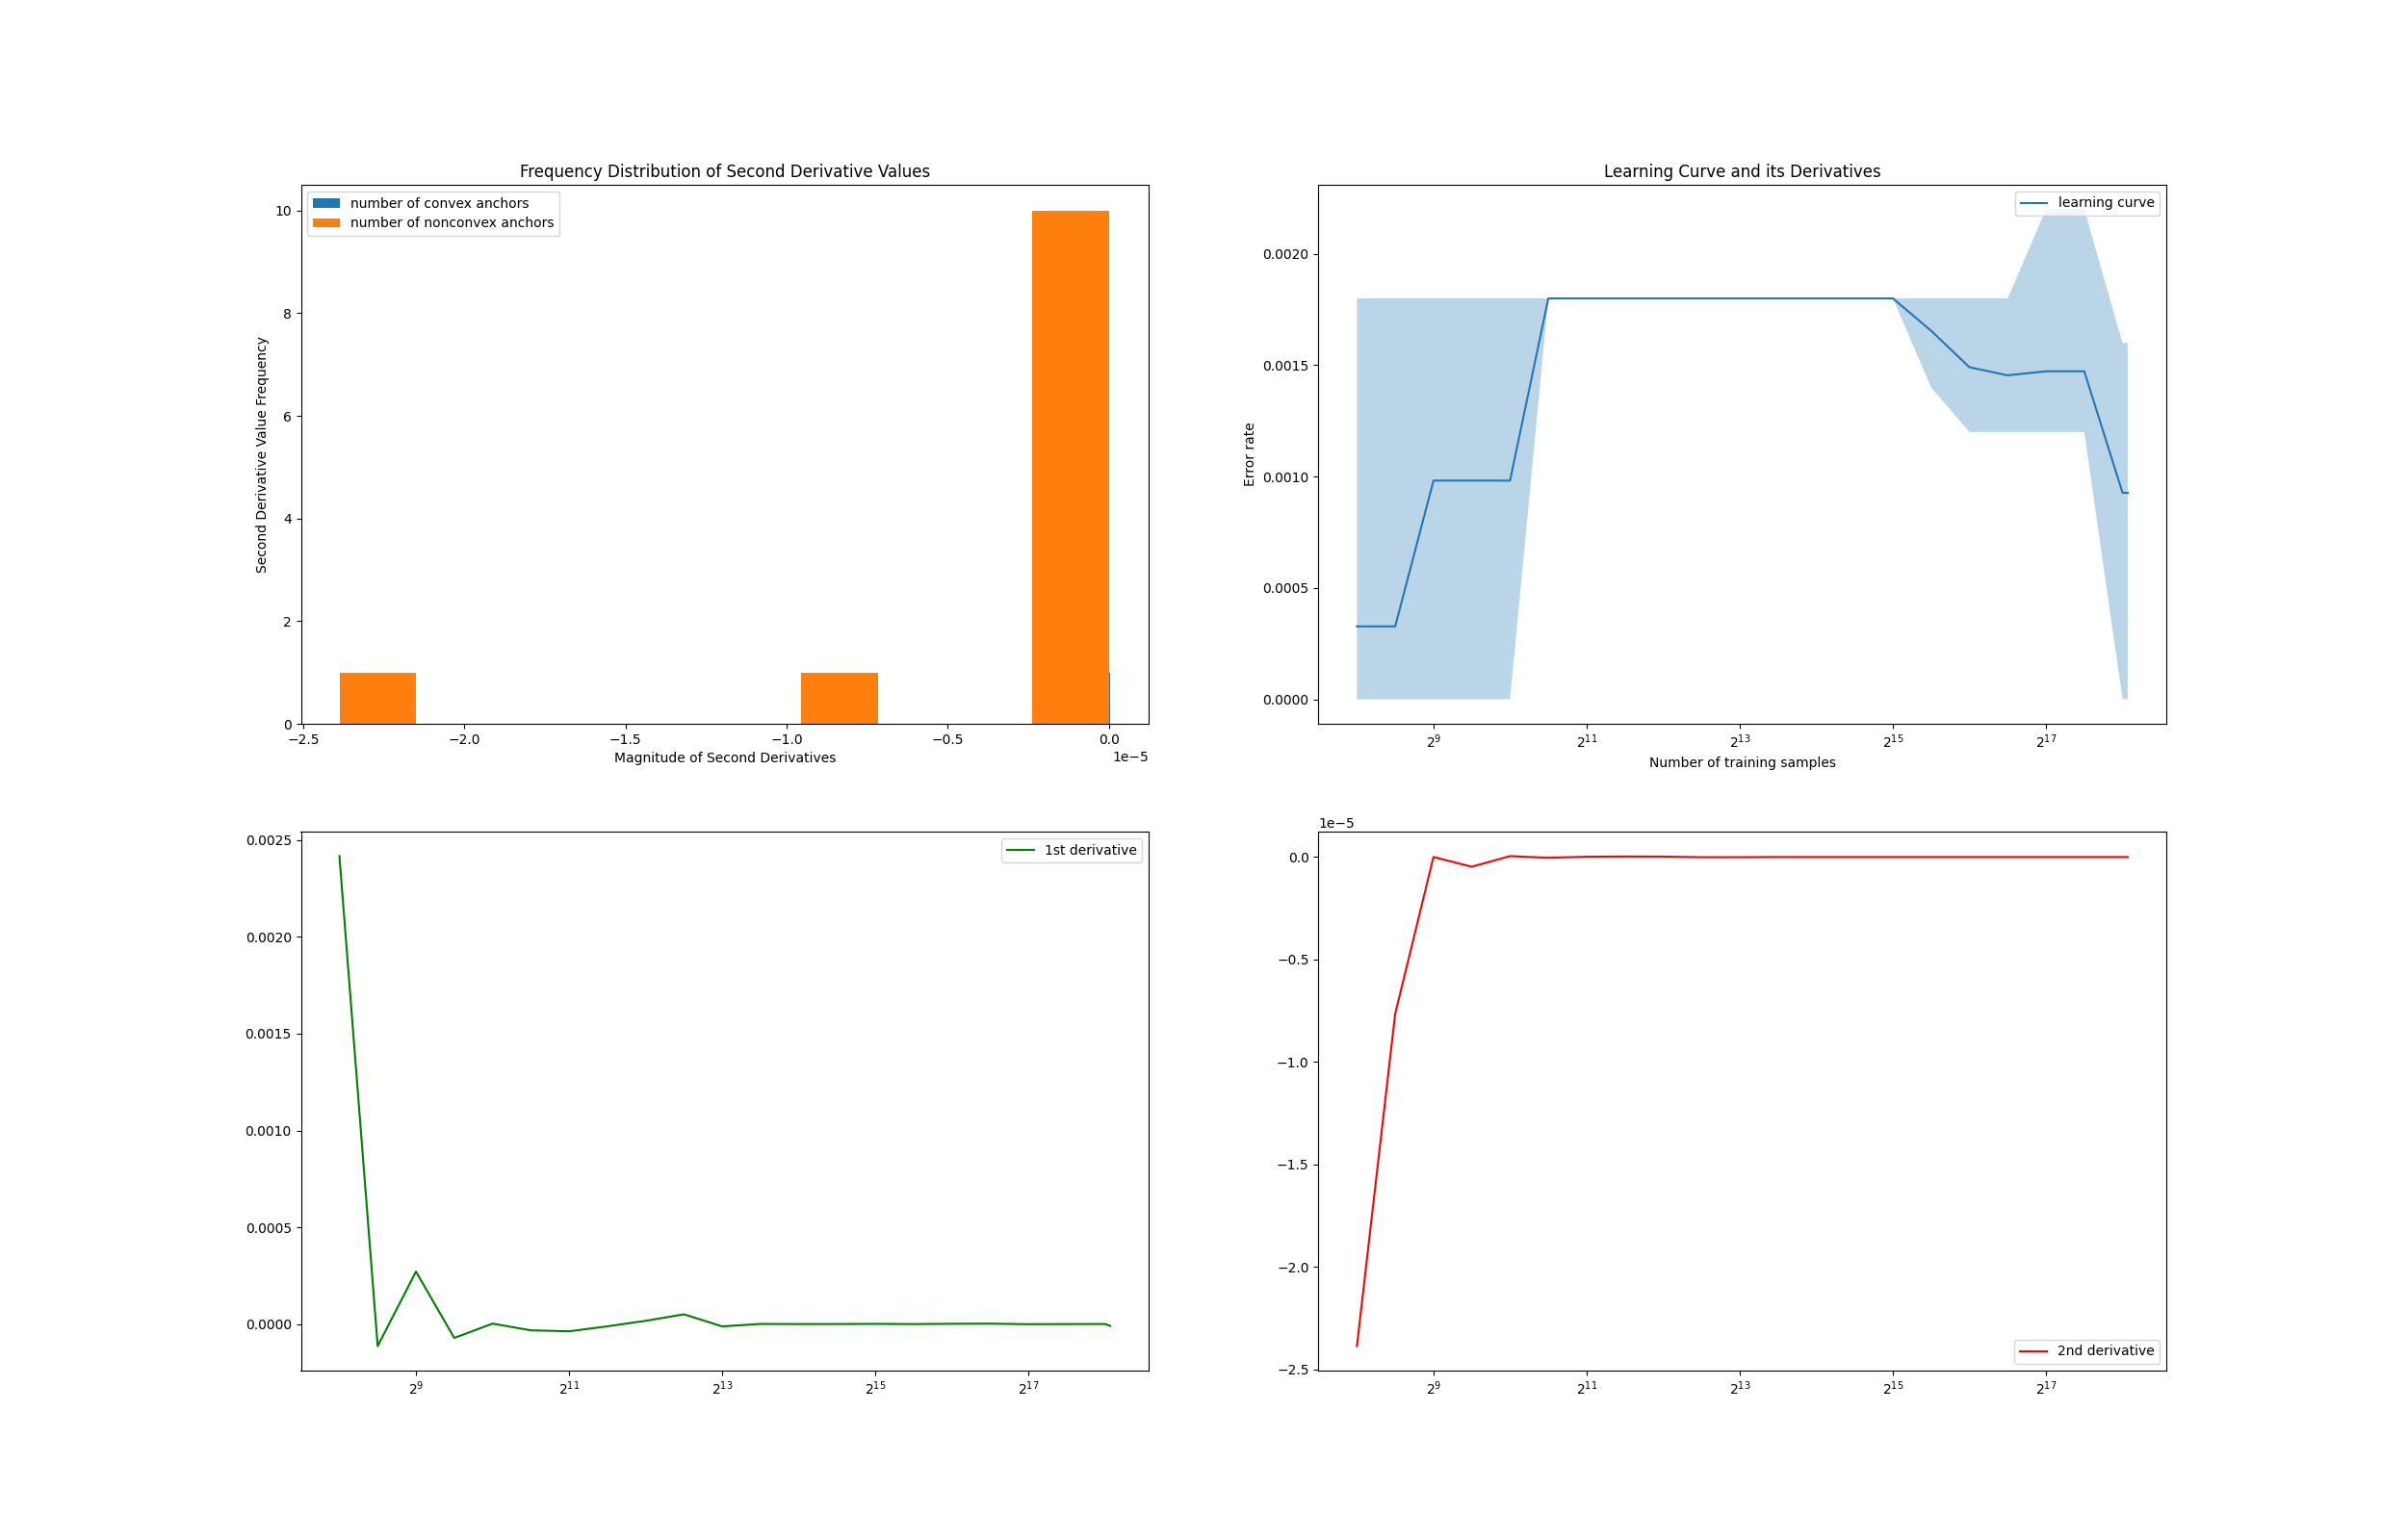 Frequency Distribution of Second Derivative Values
number of convex anchors
number of nonconvex anchors
10
8
6
4
2
0
Second Derivative Value Frequency
−2.5 −2.0 −1.5 −1.0 −0.5 0.0
1e−5
Magnitude of Second Derivatives
Learning Curve and its Derivatives
learning curve
0.0020
0.0015
0.0010
0.0005
0.0000
Error rate
2^9 2^11 2^13 2^15 2^17
Number of training samples
1st derivative
0.0025
0.0020
0.0015
0.0010
0.0005
0.0000
2^9 2^11 2^13 2^15 2^17
1e−5
0.0
−0.5
−1.0
−1.5
−2.0
−2.5
2nd derivative
2^9 2^11 2^13 2^15 2^17